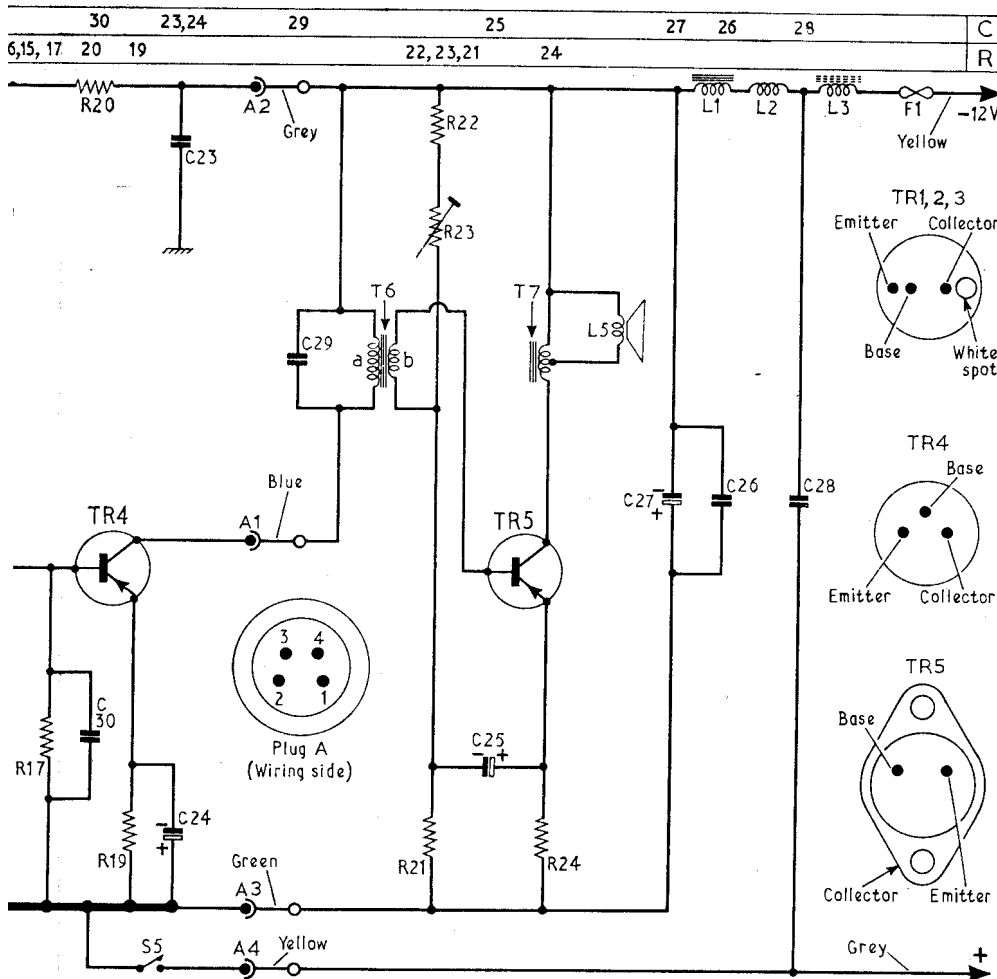 30 23,24 29 25 27 26 28 C
6,15, 17 20 19 22,23,21 24 R
R20
A2
Grey
C23
R22
R23
L1
L2
L3
F1
-12V
Yellow
TR1, 2, 3
Emitter
Collector
Base
White
spot
T6
C29
a
b
T7
L5
TR4
Base
Emitter
Collector
Blue
A1
TR4
TR5
C27
-
+
C26
C28
3 4
2 1
Plug A
(Wiring side)
TR5
Base
Collector
Emitter
C
30
R17
R19
-
+
C24
C25
- +
R21
R24
Green
A3
S5
A4
Yellow
Grey
+